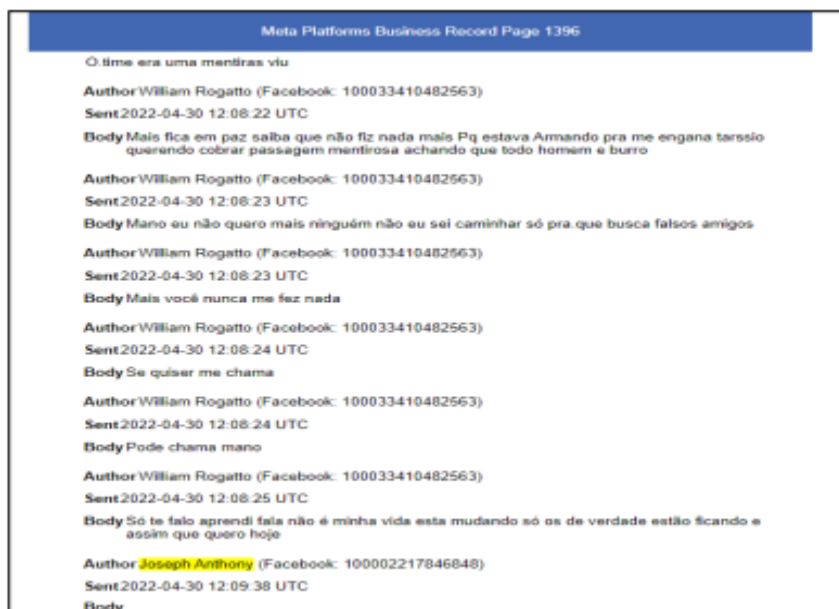 Meta Platforms Business Record Page 1396
O.time era uma mentiras viu
Author William Rogatto (Facebook: 100033410482563)
Sent 2022-04-30 12:08:22 UTC
Body Mais fica em paz saiba que não fiz nada mais Pq estava Armando pra me engana tarssio
querendo cobrar passagem mentirosa achando que todo homem e burro
Author William Rogatto (Facebook: 100033410482563)
Sent 2022-04-30 12:08:23 UTC
Body Mano eu não quero mais ninguém não eu sei caminhar só pra.que busca falsos amigos
Author William Rogatto (Facebook: 100033410482563)
Sent 2022-04-30 12:08:23 UTC
Body Mais você nunca me fez nada
Author William Rogatto (Facebook: 100033410482563)
Sent 2022-04-30 12:08:24 UTC
Body Se quiser me chama
Author William Rogatto (Facebook: 100033410482563)
Sent 2022-04-30 12:08:24 UTC
Body Pode chama mano
Author William Rogatto (Facebook: 100033410482563)
Sent 2022-04-30 12:08:25 UTC
Body Só te falo aprendi fala não é minha vida esta mudando só os de verdade estão ficando e
assim que quero hoje
Author Joseph Anthony (Facebook: 100002217846848)
Sent 2022-04-30 12:09:38 UTC
Body